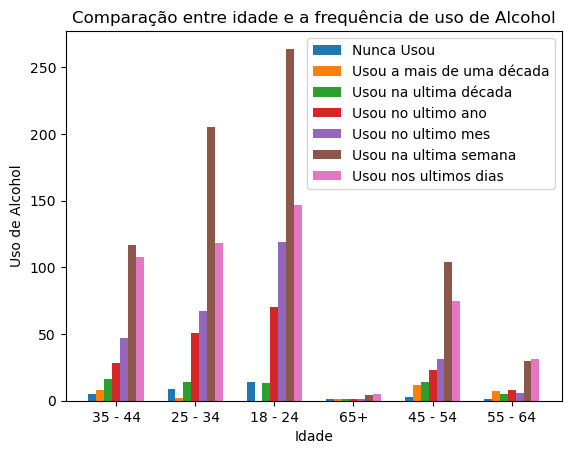 Comparação entre idade e a frequência de uso de Alcohol
Nunca Usou
Usou a mais de uma década
Usou na ultima década
Usou no ultimo ano
Usou no ultimo mes
Usou na ultima semana
Usou nos ultimos dias
Uso de Alcohol
250
200
150
100
50
0
35 - 44 25 - 34 18 - 24 65+ 45 - 54 55 - 64
Idade